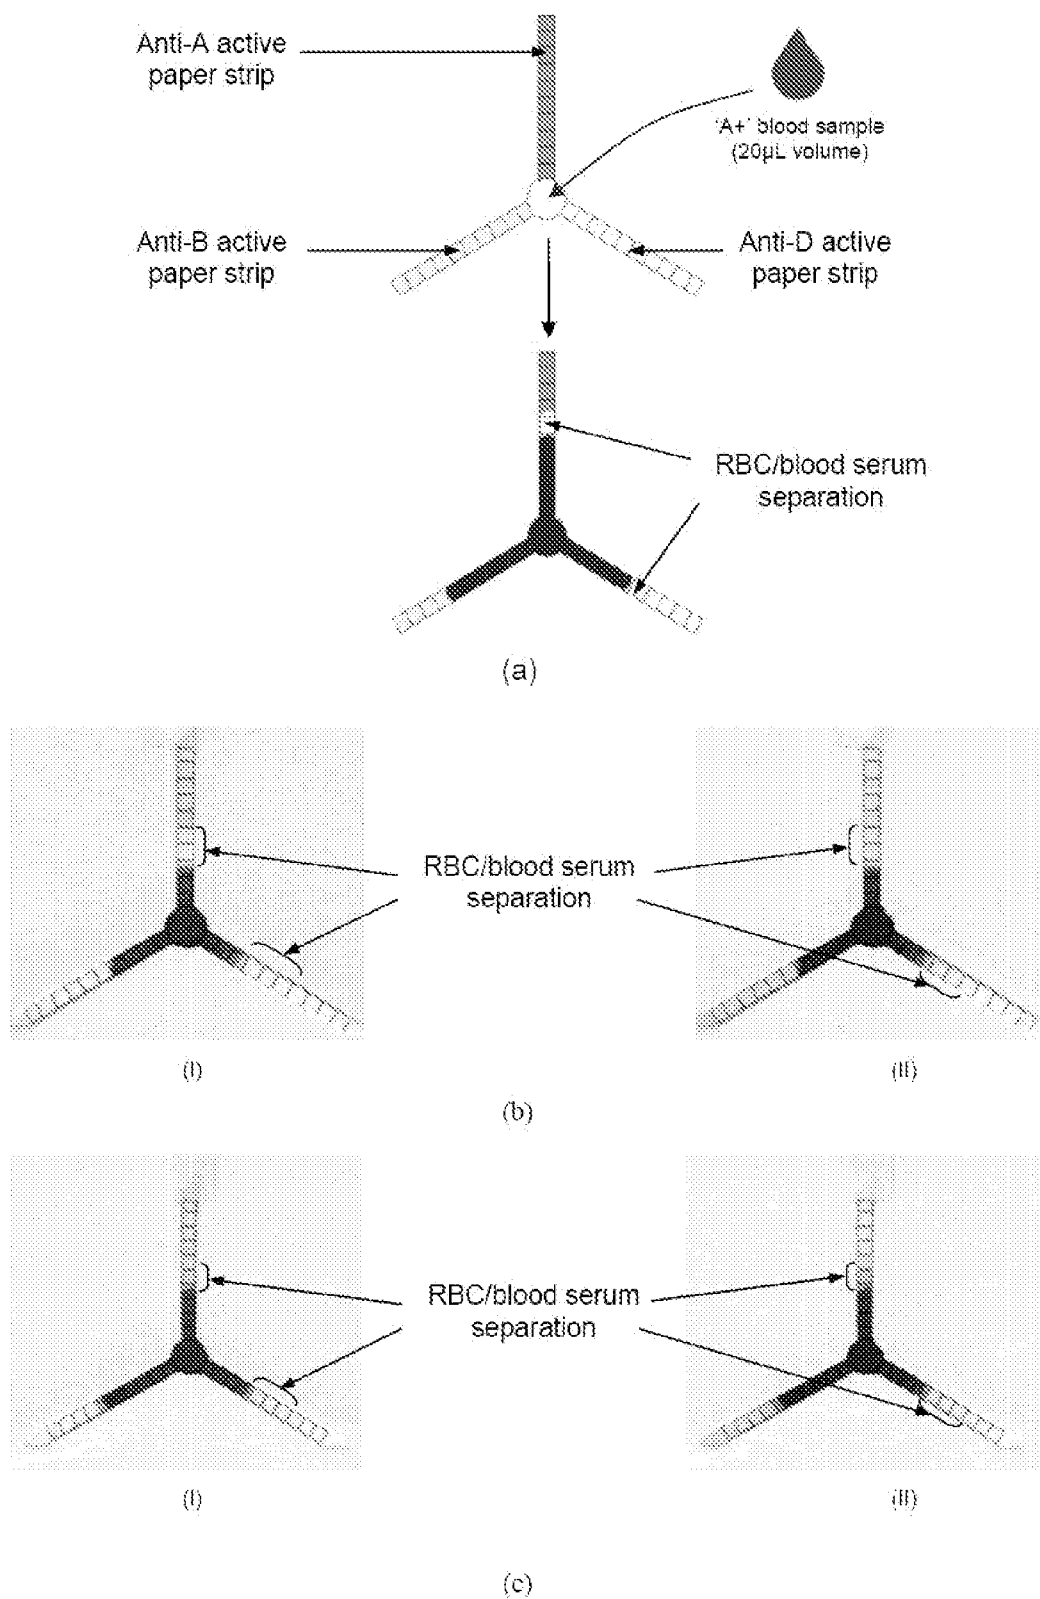 Anti-A active
paper strip
'A+' blood sample
(20µL volume)
Anti-B active
paper strip
Anti-D active
paper strip
RBC/blood serum
separation
(a)
RBC/blood serum
separation
(I)
(II)
(b)
RBC/blood serum
separation
(I)
(II)
(c)